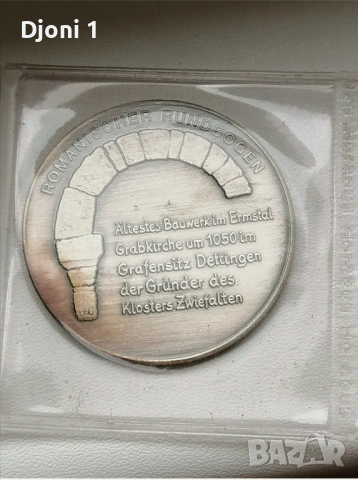 Djoni 1
ROMANISCHER RUNDBOGEN
Ältestes Bauwerk im Ermstal
Grabkirche um 1050 im
Grafensitz Dettingen
der Gründer des
Klosters Zwiefalten
BAZAR